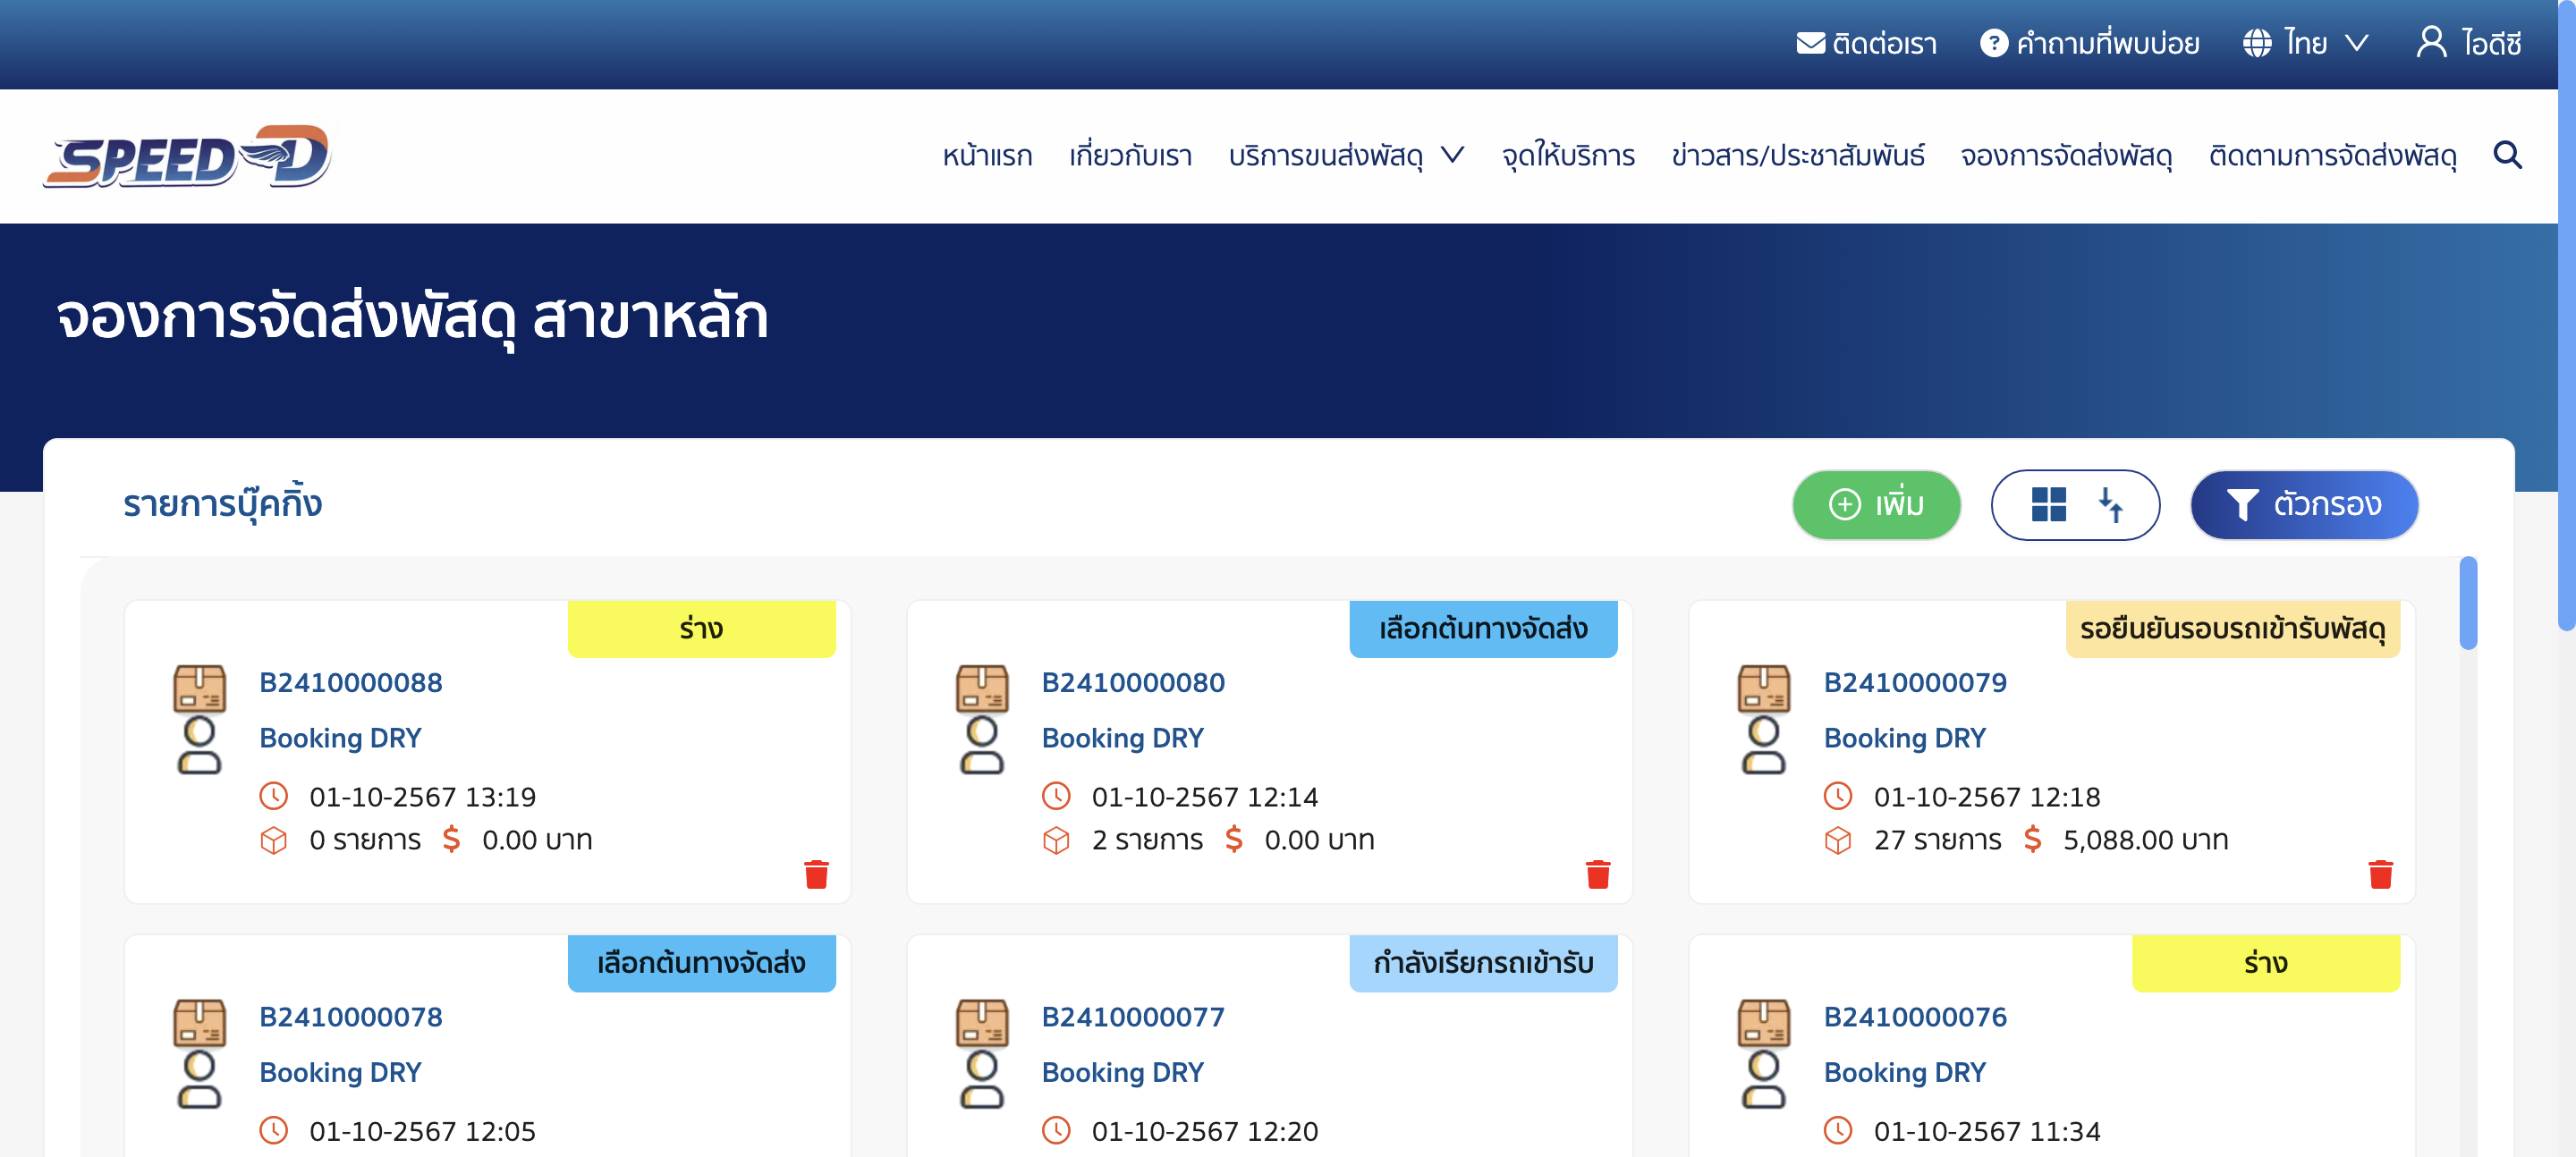 ติดต่อเรา คำถามที่พบบ่อย ไทย ไอดีซี
SPEED-D หน้าแรก เกี่ยวกับเรา บริการขนส่งพัสดุ จุดให้บริการ ข่าวสาร/ประชาสัมพันธ์ จองการจัดส่งพัสดุ ติดตามการจัดส่งพัสดุ
จองการจัดส่งพัสดุ สาขาหลัก
รายการบุ๊คกิ้ง เพิ่ม ตัวกรอง
ร่าง
B2410000088
Booking DRY
01-10-2567 13:19
0 รายการ $ 0.00 บาท
เลือกต้นทางจัดส่ง
B2410000080
Booking DRY
01-10-2567 12:14
2 รายการ $ 0.00 บาท
รอยืนยันรอบรถเข้ารับพัสดุ
B2410000079
Booking DRY
01-10-2567 12:18
27 รายการ $ 5,088.00 บาท
เลือกต้นทางจัดส่ง
B2410000078
Booking DRY
01-10-2567 12:05
กำลังเรียกรถเข้ารับ
B2410000077
Booking DRY
01-10-2567 12:20
ร่าง
B2410000076
Booking DRY
01-10-2567 11:34